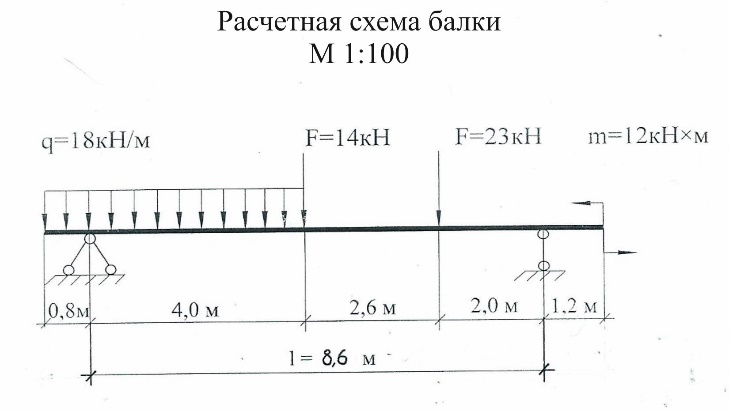 Расчетная схема балки
М 1:100
q=18кН/м F=14кН F=23кН m=12кН×м
0,8м 4,0 м 2,6 м 2,0 м 1,2 м
l = 8,6 м